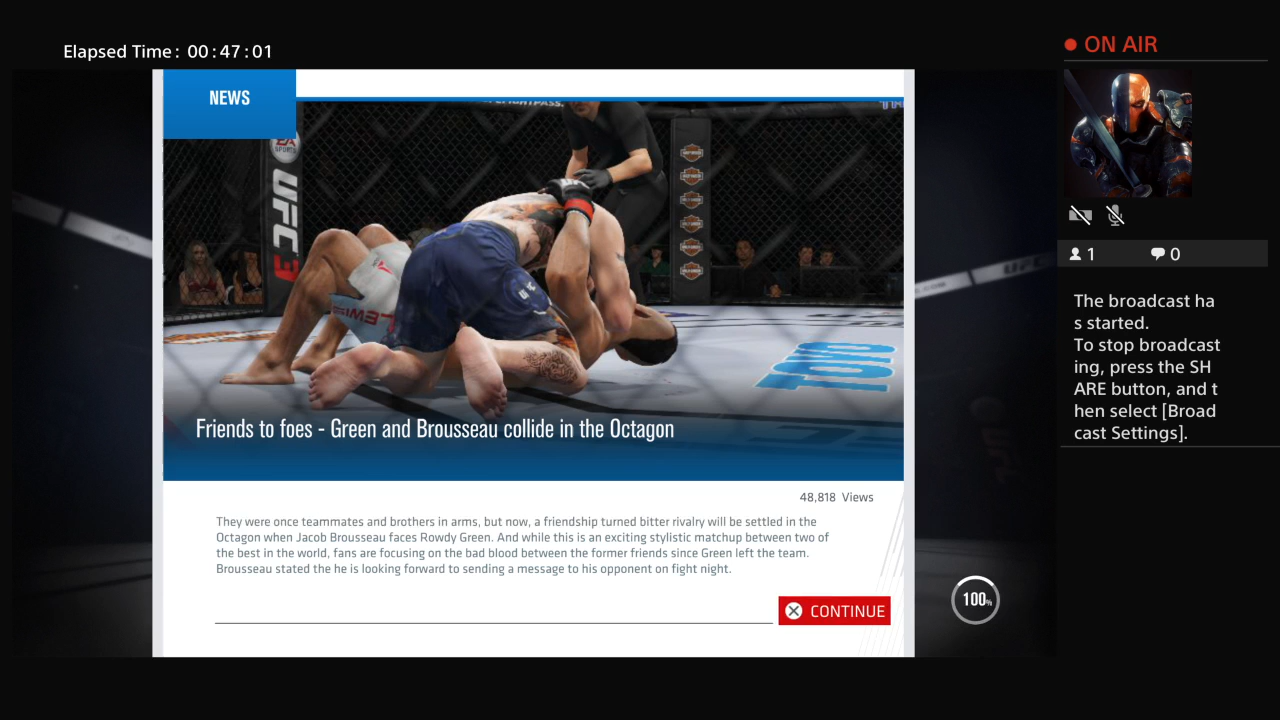 Elapsed Time: 00:47:01
ON AIR
NEWS
EA
SPORTS
UFC 3
LEWIS
TORO
Friends to foes - Green and Brousseau collide in the Octagon
48,818 Views
They were once teammates and brothers in arms, but now, a friendship turned bitter rivalry will be settled in the
Octagon when Jacob Brousseau faces Rowdy Green. And while this is an exciting stylistic matchup between two of
the best in the world, fans are focusing on the bad blood between the former friends since Green left the team.
Brousseau stated the he is looking forward to sending a message to his opponent on fight night.
CONTINUE
100%
UFC
1
0
The broadcast ha
s started.
To stop broadcast
ing, press the SH
ARE button, and t
hen select [Broad
cast Settings].